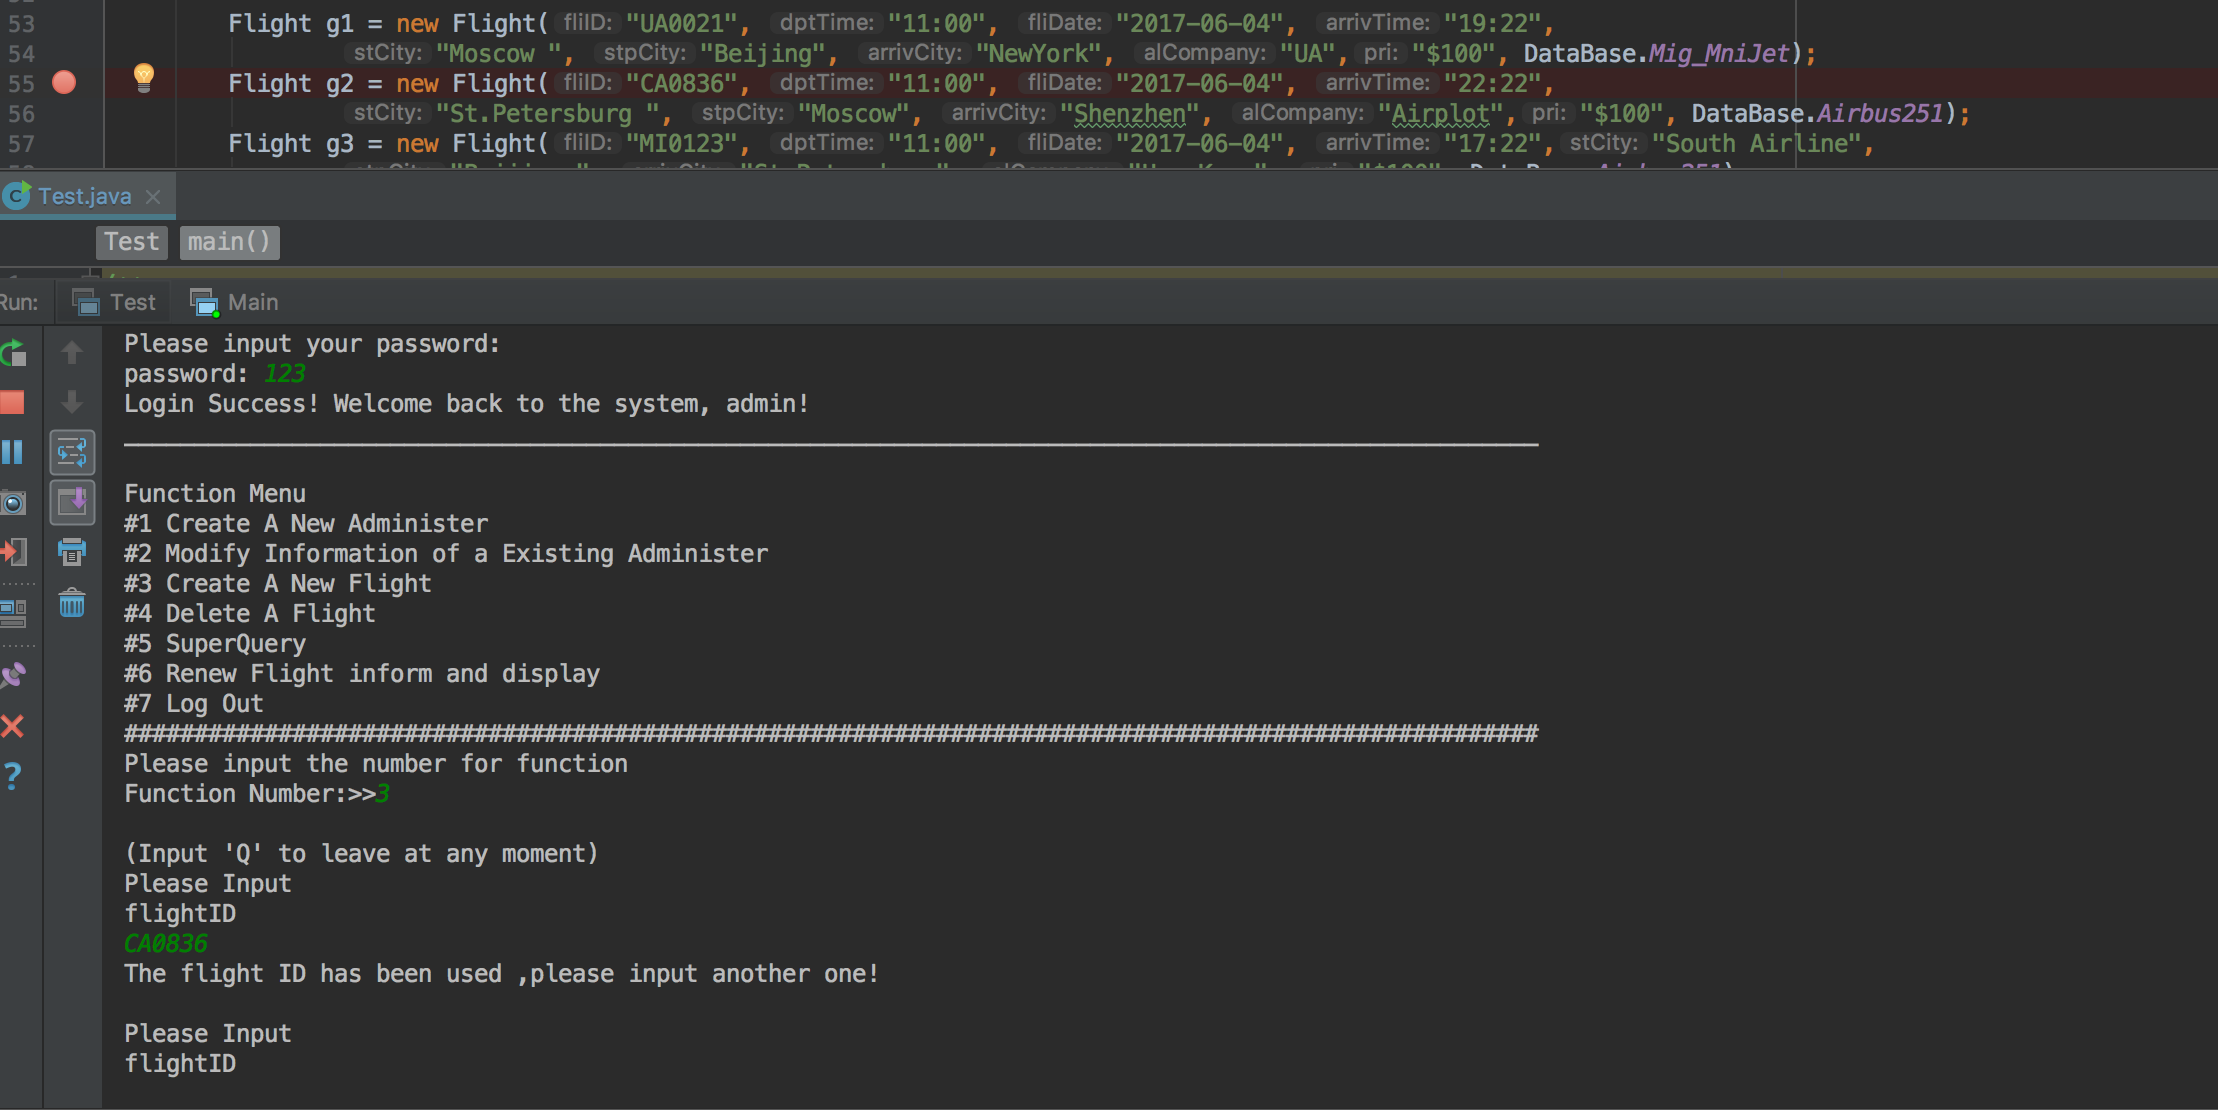 53 Flight g1 = new Flight( fliID: "UA0021", dptTime: "11:00", fliDate: "2017-06-04", arrivTime: "19:22",
54 stCity: "Moscow ", stpCity: "Beijing", arrivCity: "NewYork", alCompany: "UA", pri: "$100", DataBase.Mig_MniJet);
55 Flight g2 = new Flight( fliID: "CA0836", dptTime: "11:00", fliDate: "2017-06-04", arrivTime: "22:22",
56 stCity: "St.Petersburg ", stpCity: "Moscow", arrivCity: "Shenzhen", alCompany: "Airplot", pri: "$100", DataBase.Airbus251);
57 Flight g3 = new Flight( fliID: "MI0123", dptTime: "11:00", fliDate: "2017-06-04", arrivTime: "17:22", stCity: "South Airline",
Test.java
Test main()
Run: Test Main
Please input your password:
password: 123
Login Success! Welcome back to the system, admin!
Function Menu
#1 Create A New Administer
#2 Modify Information of a Existing Administer
#3 Create A New Flight
#4 Delete A Flight
#5 SuperQuery
#6 Renew Flight inform and display
#7 Log Out
#####################################################################################################
Please input the number for function
Function Number:>>3
(Input 'Q' to leave at any moment)
Please Input
flightID
CA0836
The flight ID has been used ,please input another one!
Please Input
flightID